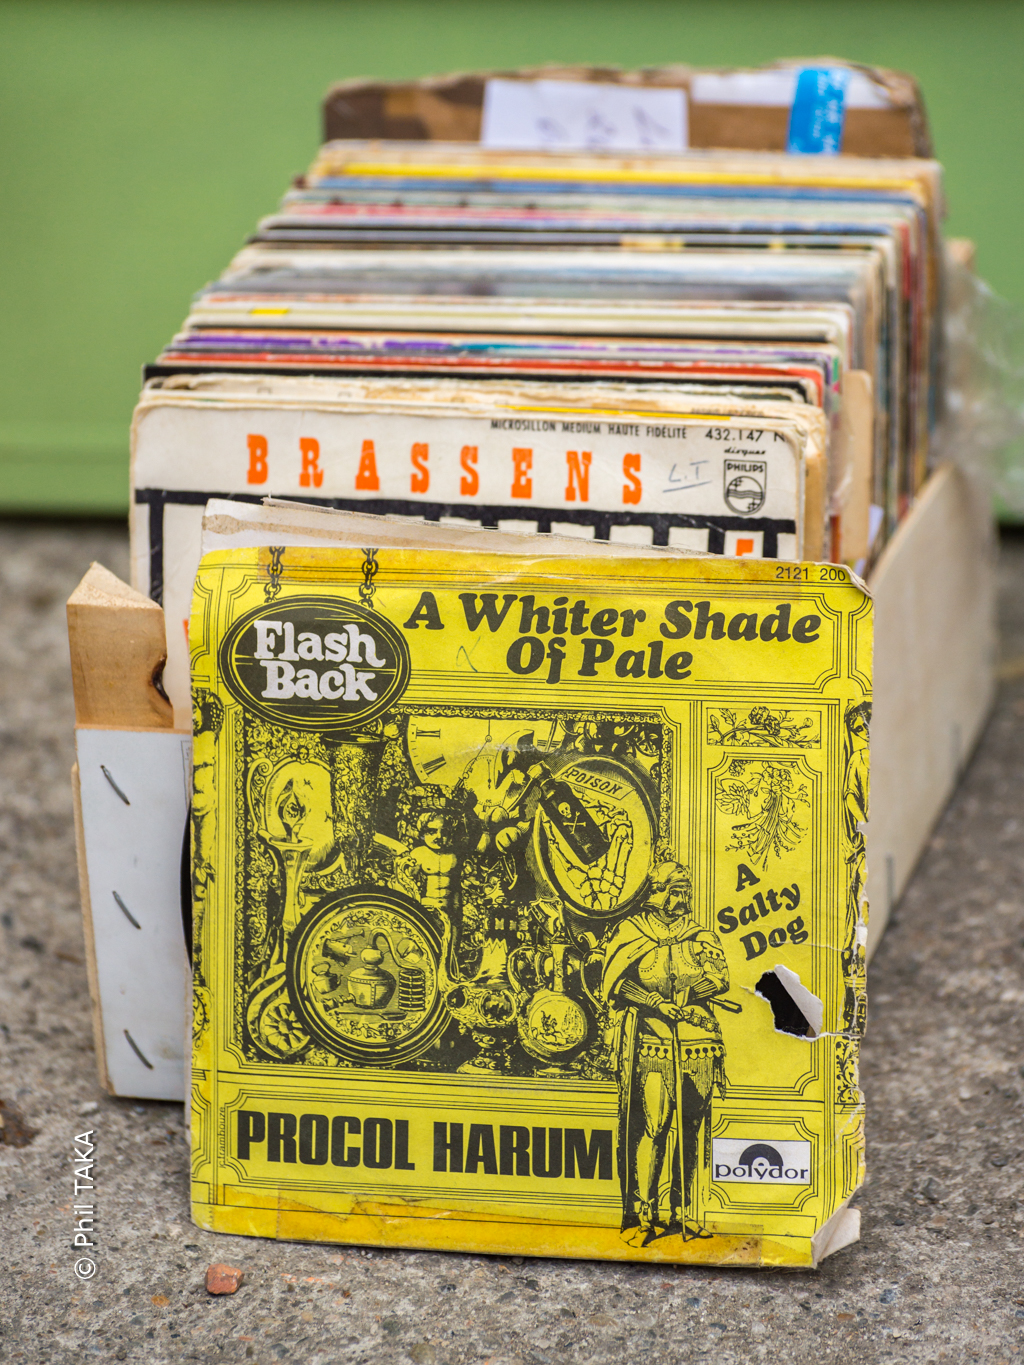 MICROSILLON MEDIUM HAUTE FIDÉLITÉ 432.147
disques
BRASSENS
L.T
PHILIPS
2121 200
Flash
Back
A Whiter Shade
Of Pale
POISON
A
Salty
Dog
PROCOL HARUM
polydor
© Phil TAKA